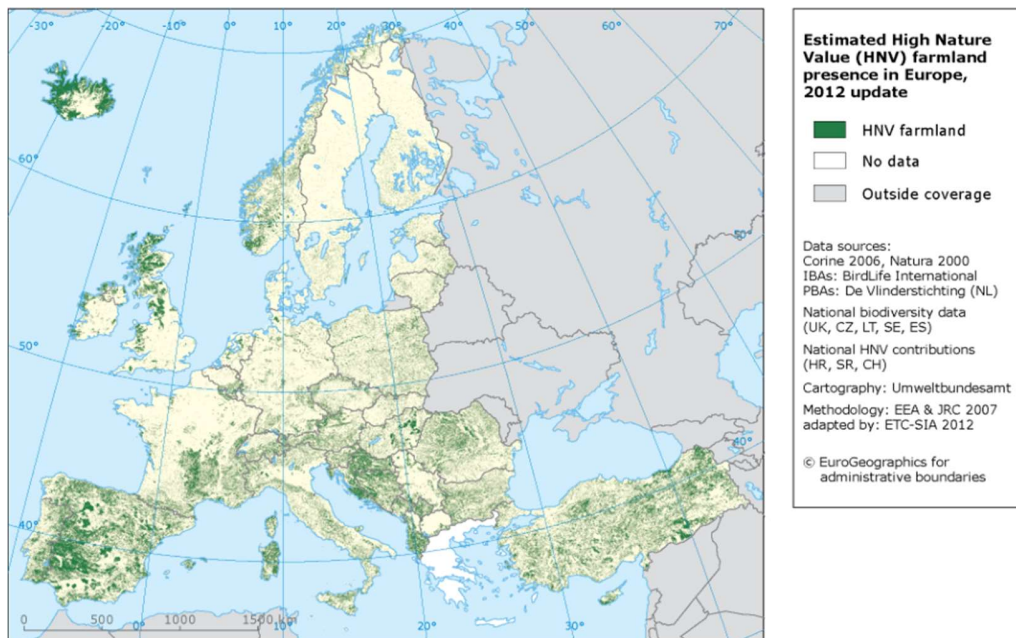 -30° -20° -10° 0° 10° 20° 30° 40° 50° 60° 70°
60°
50°
50°
40°
40°
0° 10° 20° 30°
0 500 1000 1500 km
Estimated High Nature
Value (HNV) farmland
presence in Europe,
2012 update
HNV farmland
No data
Outside coverage
Data sources:
Corine 2006, Natura 2000
IBAs: BirdLife International
PBAs: De Vlinderstichting (NL)
National biodiversity data
(UK, CZ, LT, SE, ES)
National HNV contributions
(HR, SR, CH)
Cartography: Umweltbundesamt
Methodology: EEA & JRC 2007
adapted by: ETC-SIA 2012
© EuroGeographics for
administrative boundaries